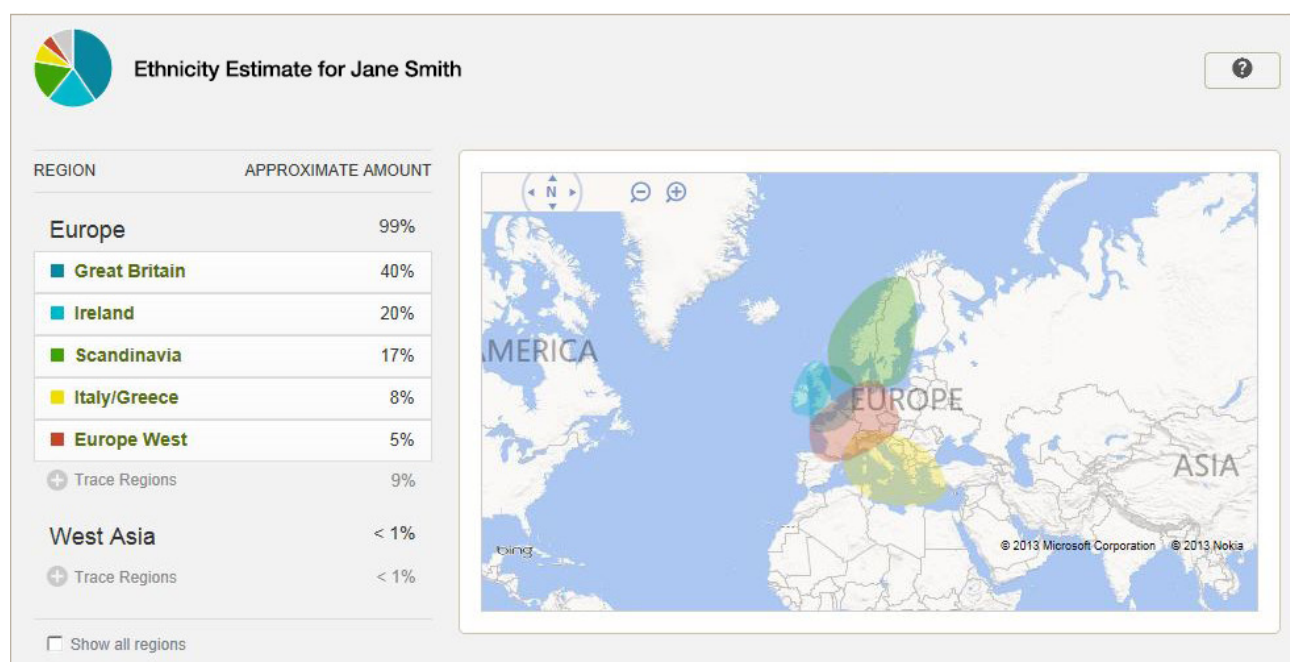 Ethnicity Estimate for Jane Smith
?
REGION APPROXIMATE AMOUNT
Europe 99%
Great Britain 40%
Ireland 20%
Scandinavia 17%
Italy/Greece 8%
Europe West 5%
Trace Regions 9%
West Asia < 1%
Trace Regions < 1%
Show all regions
N
MERICA
EUROPE
ASIA
bing
© 2013 Microsoft Corporation © 2013 Nokia